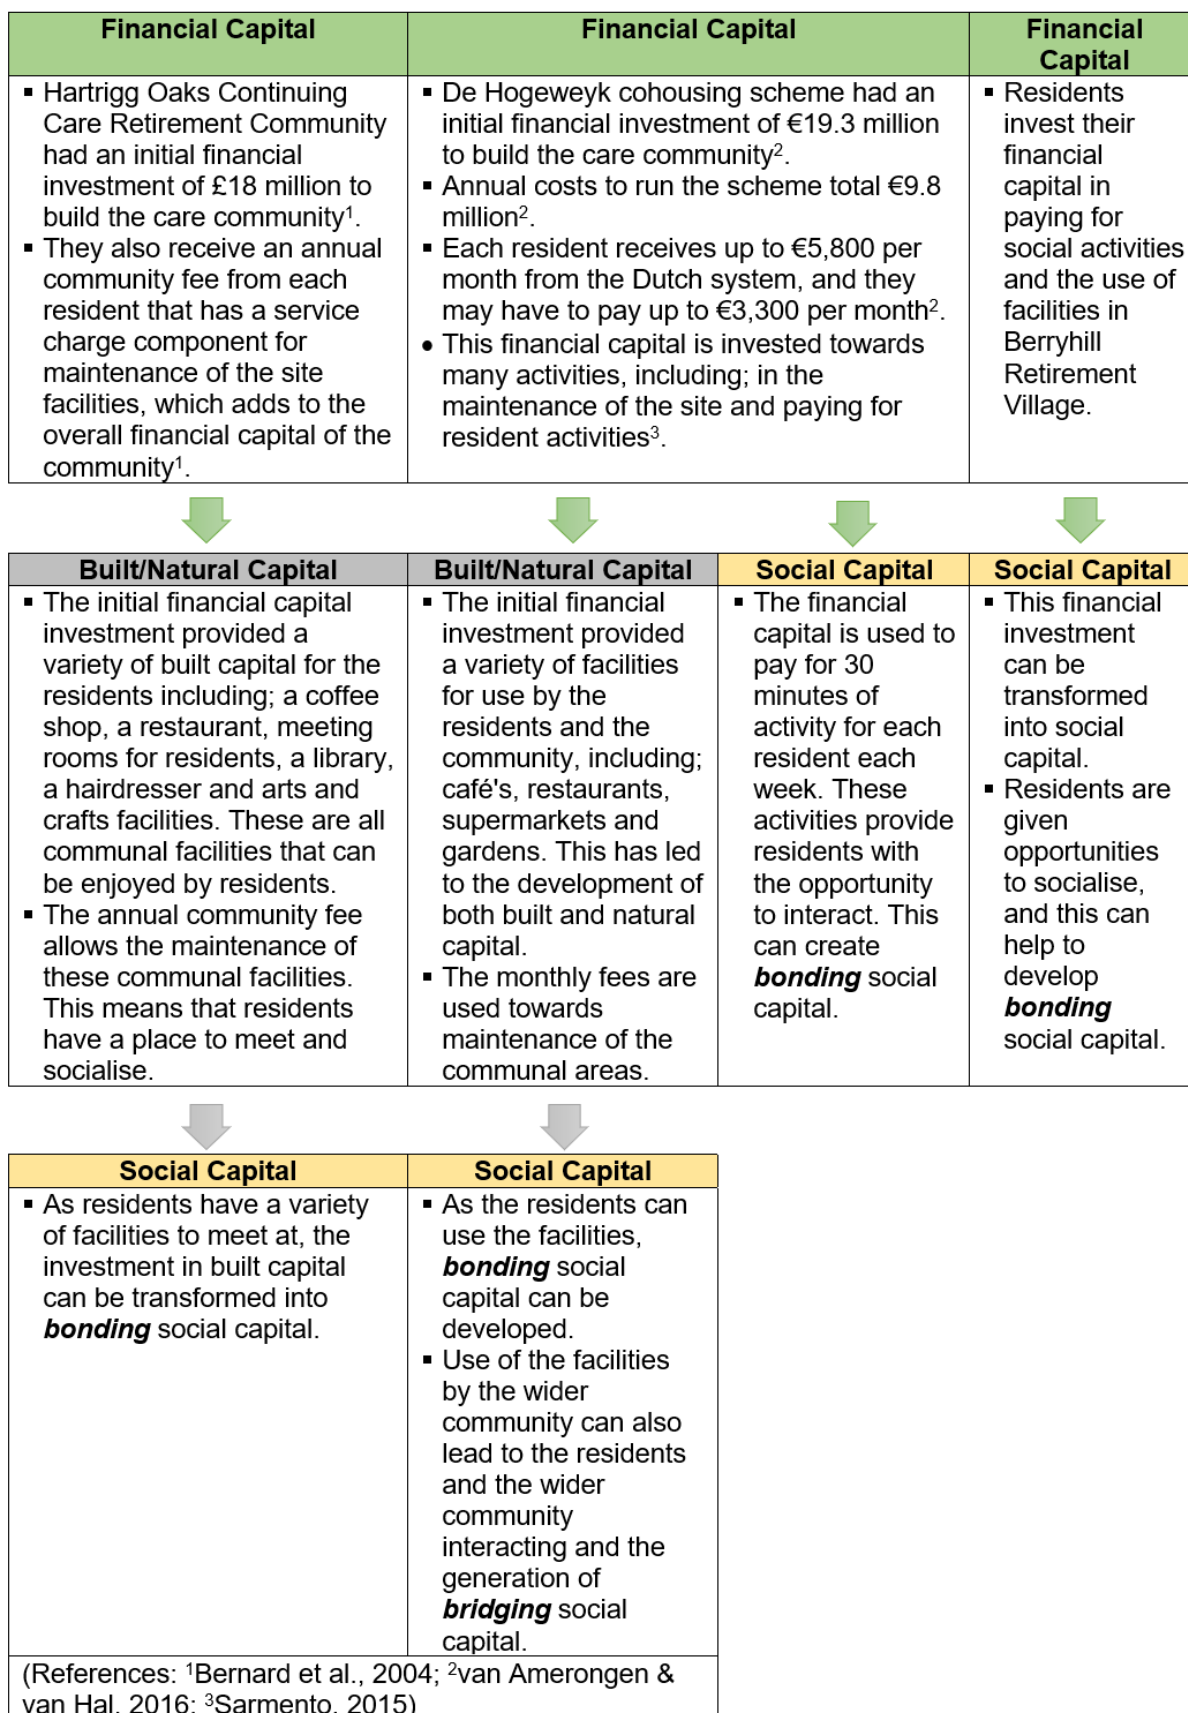 Financial Capital
▪ Hartrigg Oaks Continuing
Care Retirement Community
had an initial financial
investment of £18 million to
build the care community¹.
▪ They also receive an annual
community fee from each
resident that has a service
charge component for
maintenance of the site
facilities, which adds to the
overall financial capital of the
community¹.
Financial Capital
▪ De Hogeweyk cohousing scheme had an
initial financial investment of €19.3 million
to build the care community².
▪ Annual costs to run the scheme total €9.8
million².
▪ Each resident receives up to €5,800 per
month from the Dutch system, and they
may have to pay up to €3,300 per month².
• This financial capital is invested towards
many activities, including; in the
maintenance of the site and paying for
resident activities³.
Financial
Capital
▪ Residents
invest their
financial
capital in
paying for
social activities
and the use of
facilities in
Berryhill
Retirement
Village.
Built/Natural Capital
▪ The initial financial capital
investment provided a
variety of built capital for the
residents including; a coffee
shop, a restaurant, meeting
rooms for residents, a library,
a hairdresser and arts and
crafts facilities. These are all
communal facilities that can
be enjoyed by residents.
▪ The annual community fee
allows the maintenance of
these communal facilities.
This means that residents
have a place to meet and
socialise.
Built/Natural Capital
▪ The initial financial
investment provided
a variety of facilities
for use by the
residents and the
community, including;
café's, restaurants,
supermarkets and
gardens. This has led
to the development of
both built and natural
capital.
▪ The monthly fees are
used towards
maintenance of the
communal areas.
Social Capital
▪ The financial
capital is used to
pay for 30
minutes of
activity for each
resident each
week. These
activities provide
residents with
the opportunity
to interact. This
can create
bonding social
capital.
Social Capital
▪ This financial
investment
can be
transformed
into social
capital.
▪ Residents are
given
opportunities
to socialise,
and this can
help to
develop
bonding
social capital.
Social Capital
▪ As residents have a variety
of facilities to meet at, the
investment in built capital
can be transformed into
bonding social capital.
Social Capital
▪ As the residents can
use the facilities,
bonding social
capital can be
developed.
▪ Use of the facilities
by the wider
community can also
lead to the residents
and the wider
community
interacting and the
generation of
bridging social
capital.
(References: ¹Bernard et al., 2004; ²van Amerongen &
van Hal, 2016; ³Sarmento, 2015)